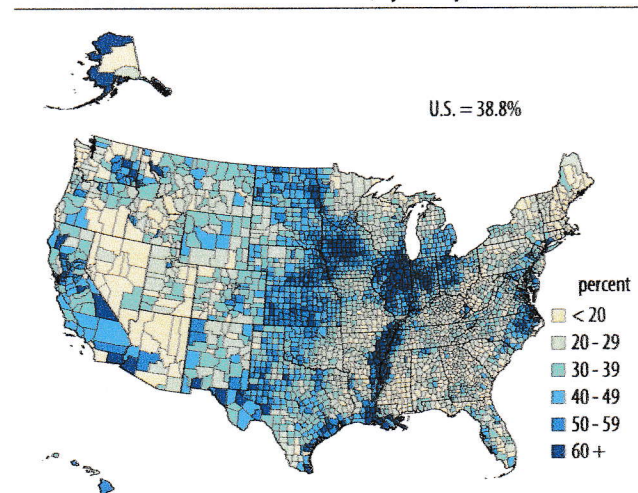 U.S. = 38.8%
percent
< 20
20 - 29
30 - 39
40 - 49
50 - 59
60 +